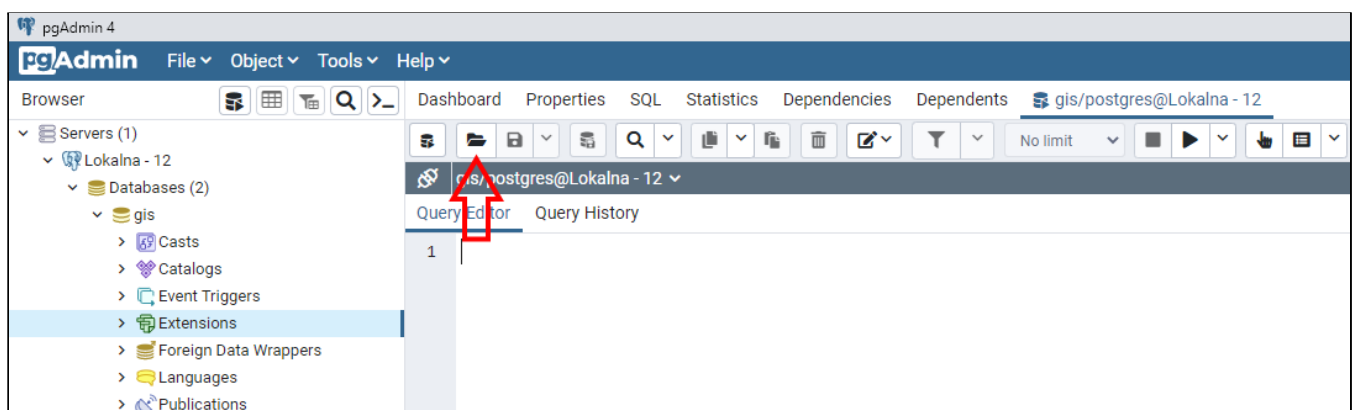 pgAdmin 4
pgAdmin File Object Tools Help
Browser Dashboard Properties SQL Statistics Dependencies Dependents gis/postgres@Lokalna - 12
Servers (1) No limit
Lokalna - 12
gis/postgres@Lokalna - 12
Databases (2)
Query Editor Query History
gis
Casts
1
Catalogs
Event Triggers
Extensions
Foreign Data Wrappers
Languages
Publications